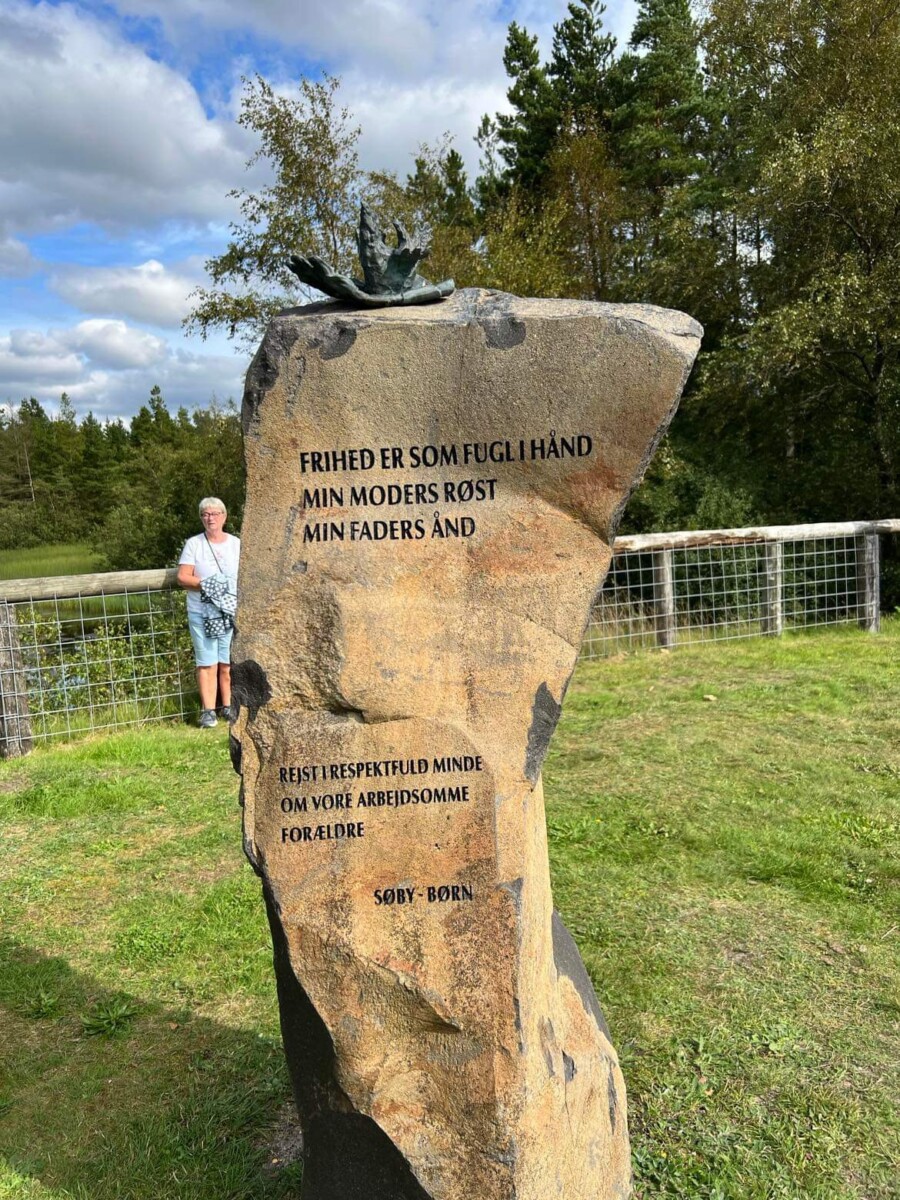 FRIHED ER SOM FUGL I HÅND
MIN MODERS RØST
MIN FADERS ÅND
REJST I RESPEKTFULD MINDE
OM VORE ARBEJDSOMME
FORÆLDRE
SØBY - BØRN